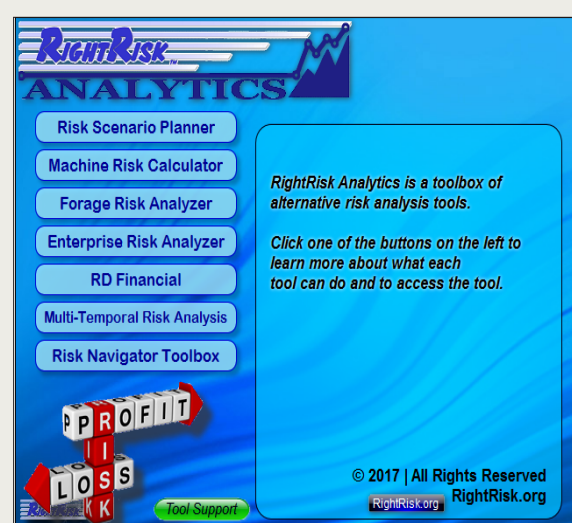 RIGHTRISK™
ANALYTICS
Risk Scenario Planner
Machine Risk Calculator
Forage Risk Analyzer
Enterprise Risk Analyzer
RD Financial
Multi-Temporal Risk Analysis
Risk Navigator Toolbox
RightRisk Analytics is a toolbox of
alternative risk analysis tools.
Click one of the buttons on the left to
learn more about what each
tool can do and to access the tool.
PROFIT
RISK
LOSS
RightRisk
Tool Support
© 2017 | All Rights Reserved
RightRisk.org
RightRisk.org